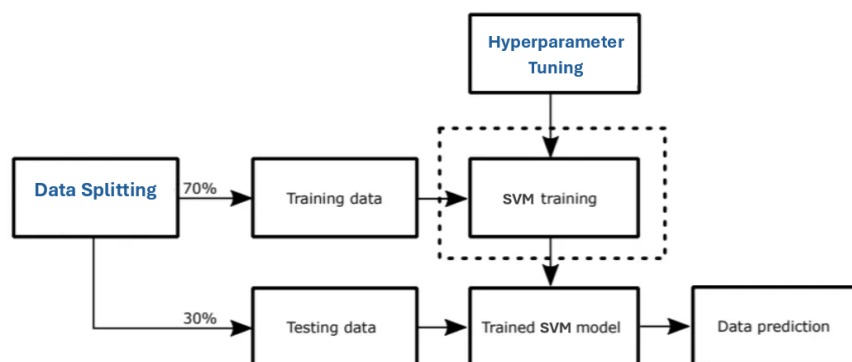 Hyperparameter
Tuning
Data Splitting
70%
Training data
SVM training
30%
Testing data
Trained SVM model
Data prediction